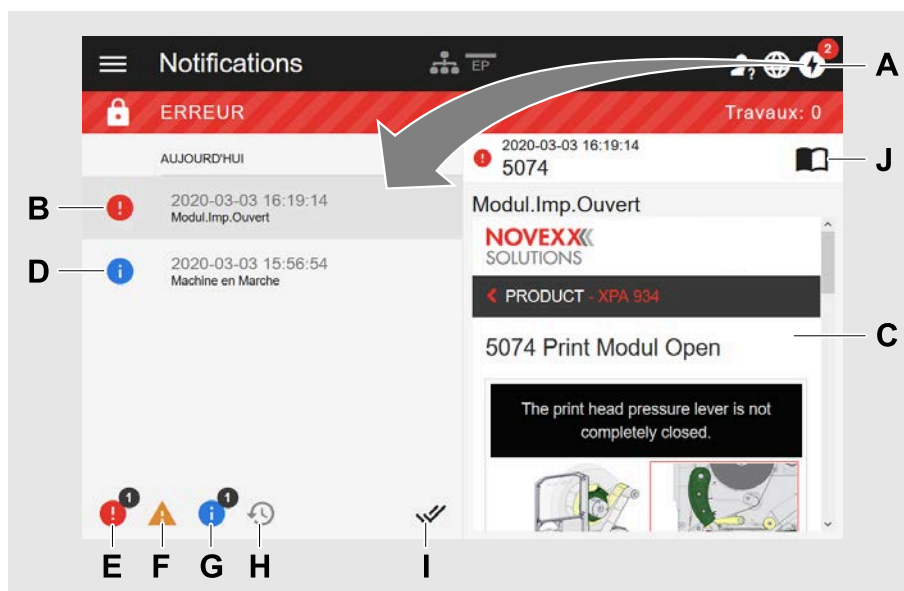 Notifications
EP
2
A
ERREUR
Travaux: 0
AUJOURD'HUI
2020-03-03 16:19:14
5074
J
B
2020-03-03 16:19:14
Modul.Imp.Ouvert
Modul.Imp.Ouvert
NOVEXX
SOLUTIONS
D
2020-03-03 15:56:54
Machine en Marche
PRODUCT - XPA 934
5074 Print Modul Open
C
The print head pressure lever is not
completely closed.
1
1
E
F
G
H
I